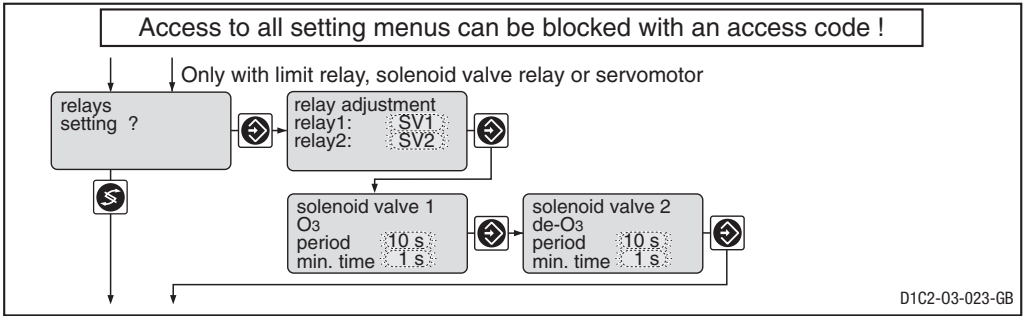 Access to all setting menus can be blocked with an access code !
Only with limit relay, solenoid valve relay or servomotor
relays
setting ?
relay adjustment
relay1: SV1
relay2: SV2
solenoid valve 1
O3
period 10 s
min. time 1 s
solenoid valve 2
de-O3
period 10 s
min. time 1 s
D1C2-03-023-GB